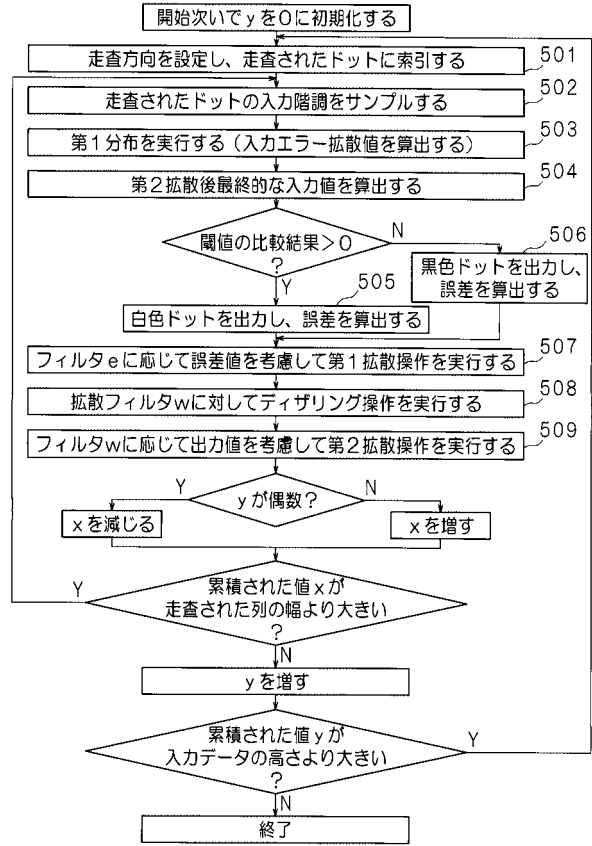 開始次いでyを0に初期化する
走査方向を設定し、走査されたドットに索引する
501
走査されたドットの入力階調をサンプルする
502
第1分布を実行する(入力エラー拡散値を算出する)
503
第2拡散後最終的な入力値を算出する
504
閾値の比較結果>0
?
N
Y
506
黒色ドットを出力し、
誤差を算出する
505
白色ドットを出力し、誤差を算出する
フィルタeに応じて誤差値を考慮して第1拡散操作を実行する
507
拡散フィルタwに対してディザリング操作を実行する
508
フィルタwに応じて出力値を考慮して第2拡散操作を実行する
509
yが偶数?
Y
N
xを減じる
xを増す
累積された値xが
走査された列の幅より大きい
?
Y
N
yを増す
累積された値yが
入力データの高さより大きい
?
Y
N
終了